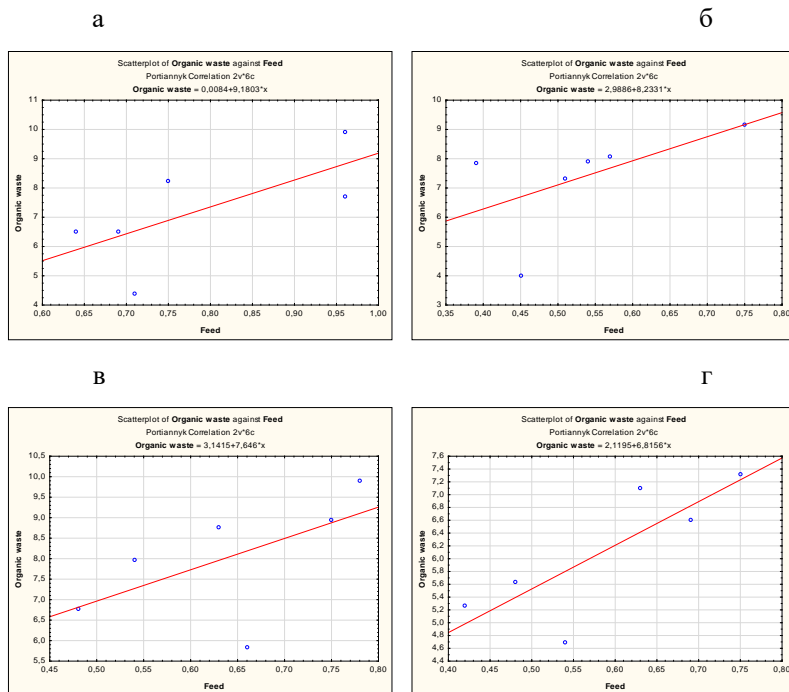 а
б
Scatterplot of Organic waste against Feed
Portiannyk Correlation 2v*6c
Organic waste = 0,0084+9,1803*x
11
10
9
8
7
6
5
4
0,60 0,65 0,70 0,75 0,80 0,85 0,90 0,95 1,00
Feed
Organic waste
Scatterplot of Organic waste against Feed
Portiannyk Correlation 2v*6c
Organic waste = 2,9886+8,2331*x
10
9
8
7
6
5
4
3
0,35 0,40 0,45 0,50 0,55 0,60 0,65 0,70 0,75 0,80
Feed
Organic waste
в
г
Scatterplot of Organic waste against Feed
Portiannyk Correlation 2v*6c
Organic waste = 3,1415+7,646*x
10,5
10,0
9,5
9,0
8,5
8,0
7,5
7,0
6,5
6,0
5,5
0,45 0,50 0,55 0,60 0,65 0,70 0,75 0,80
Feed
Organic waste
Scatterplot of Organic waste against Feed
Portiannyk Correlation 2v*6c
Organic waste = 2,1195+6,8156*x
7,6
7,4
7,2
7,0
6,8
6,6
6,4
6,2
6,0
5,8
5,6
5,4
5,2
5,0
4,8
4,6
4,4
0,40 0,45 0,50 0,55 0,60 0,65 0,70 0,75 0,80
Feed
Organic waste